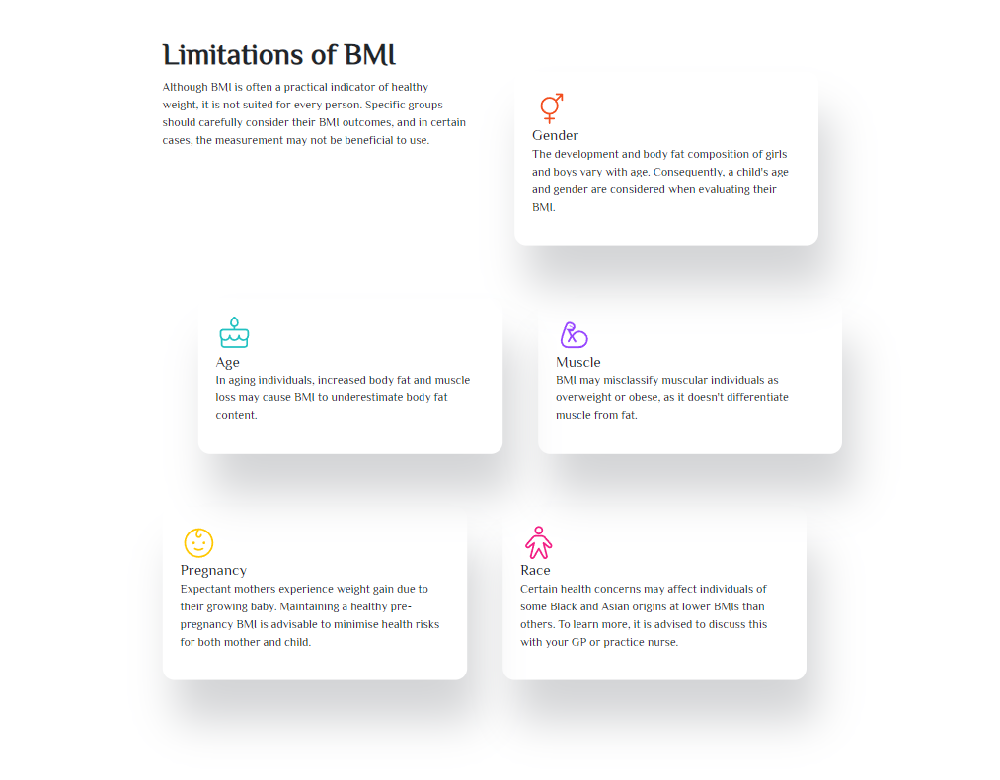 Limitations of BMI
Although BMI is often a practical indicator of healthy
weight, it is not suited for every person. Specific groups
should carefully consider their BMI outcomes, and in certain
cases, the measurement may not be beneficial to use.
Gender
The development and body fat composition of girls
and boys vary with age. Consequently, a child's age
and gender are considered when evaluating their
BMI.
Age
In aging individuals, increased body fat and muscle
loss may cause BMI to underestimate body fat
content.
Muscle
BMI may misclassify muscular individuals as
overweight or obese, as it doesn't differentiate
muscle from fat.
Pregnancy
Expectant mothers experience weight gain due to
their growing baby. Maintaining a healthy pre-
pregnancy BMI is advisable to minimise health risks
for both mother and child.
Race
Certain health concerns may affect individuals of
some Black and Asian origins at lower BMIs than
others. To learn more, it is advised to discuss this
with your GP or practice nurse.